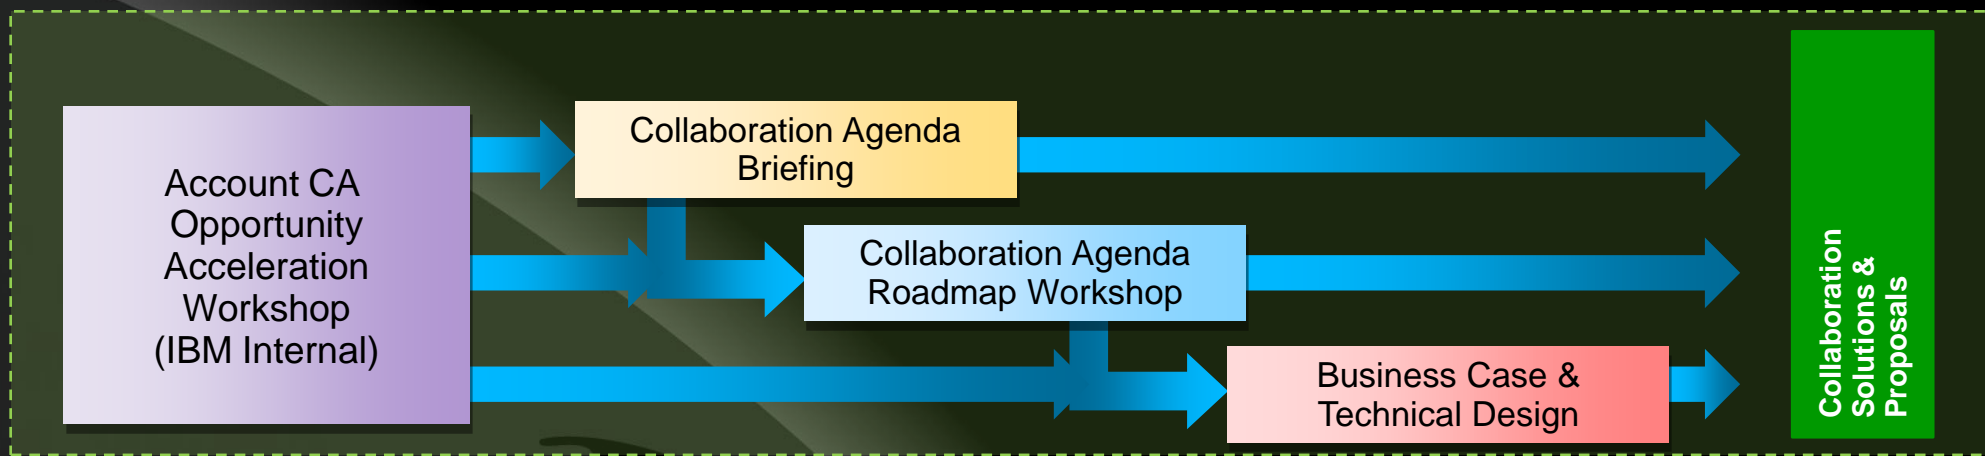 Account CA
Opportunity
Acceleration
Workshop
(IBM Internal)
Collaboration Agenda
Briefing
Collaboration Agenda
Roadmap Workshop
Business Case &
Technical Design
Collaboration
Solutions &
Proposals